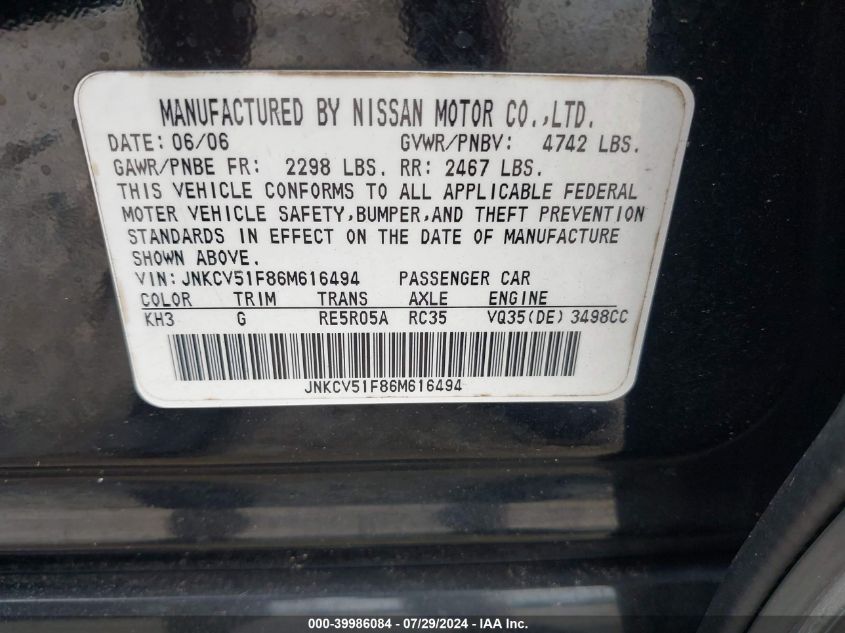 MANUFACTURED BY NISSAN MOTOR CO.,LTD.
DATE: 06/06 GVWR/PNBV: 4742 LBS.
GAWR/PNBE FR: 2298 LBS. RR: 2467 LBS.
THIS VEHICLE CONFORMS TO ALL APPLICABLE FEDERAL
MOTER VEHICLE SAFETY,BUMPER,AND THEFT PREVENTION
STANDARDS IN EFFECT ON THE DATE OF MANUFACTURE
SHOWN ABOVE.
VIN: JNKCV51F86M616494 PASSENGER CAR
COLOR TRIM TRANS AXLE ENGINE
KH3 G RE5R05A RC35 VQ35(DE) 3498CC
JNKCV51F86M616494
000-39986084 - 07/29/2024 - IAA Inc.